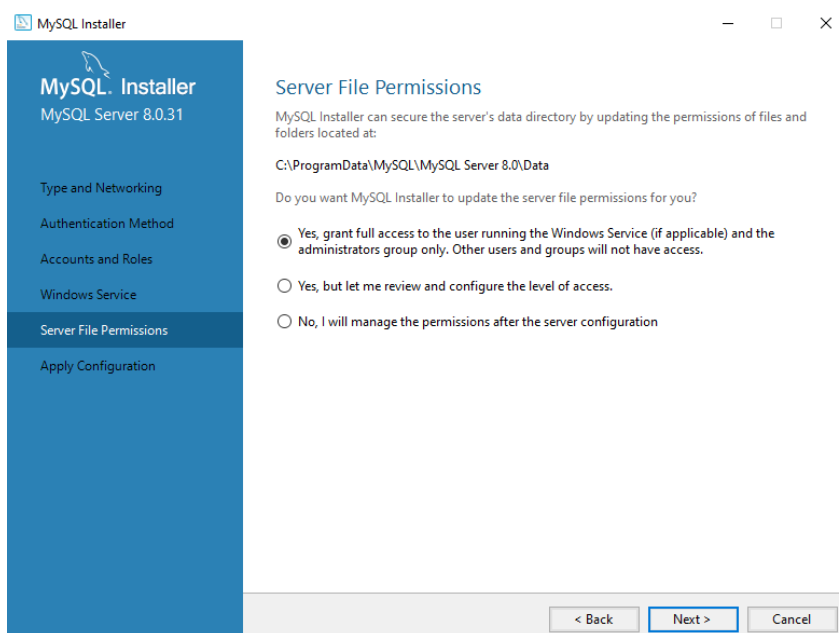 MySQL Installer
MySQL. Installer
MySQL Server 8.0.31
Type and Networking
Authentication Method
Accounts and Roles
Windows Service
Server File Permissions
Apply Configuration
Server File Permissions
MySQL Installer can secure the server's data directory by updating the permissions of files and
folders located at:
C:\ProgramData\MySQL\MySQL Server 8.0\Data
Do you want MySQL Installer to update the server file permissions for you?
Yes, grant full access to the user running the Windows Service (if applicable) and the
administrators group only. Other users and groups will not have access.
Yes, but let me review and configure the level of access.
No, I will manage the permissions after the server configuration
< Back
Next >
Cancel